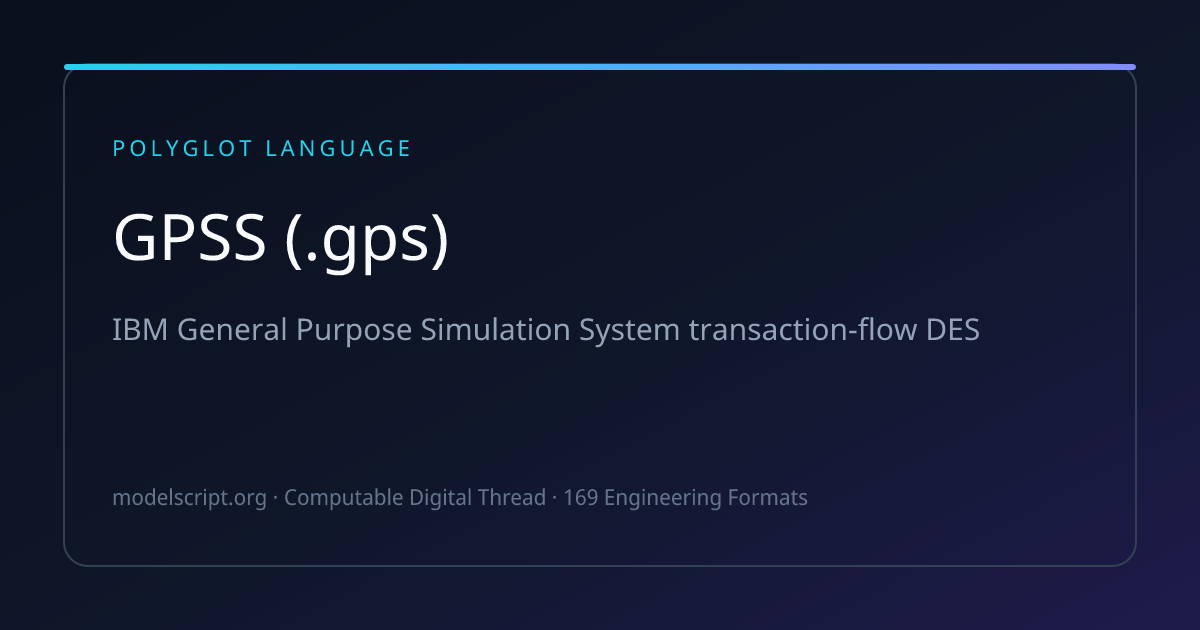 POLYGLOT LANGUAGE
GPSS (.gps)
IBM General Purpose Simulation System transaction-flow DES
modelscript.org · Computable Digital Thread · 169 Engineering Formats